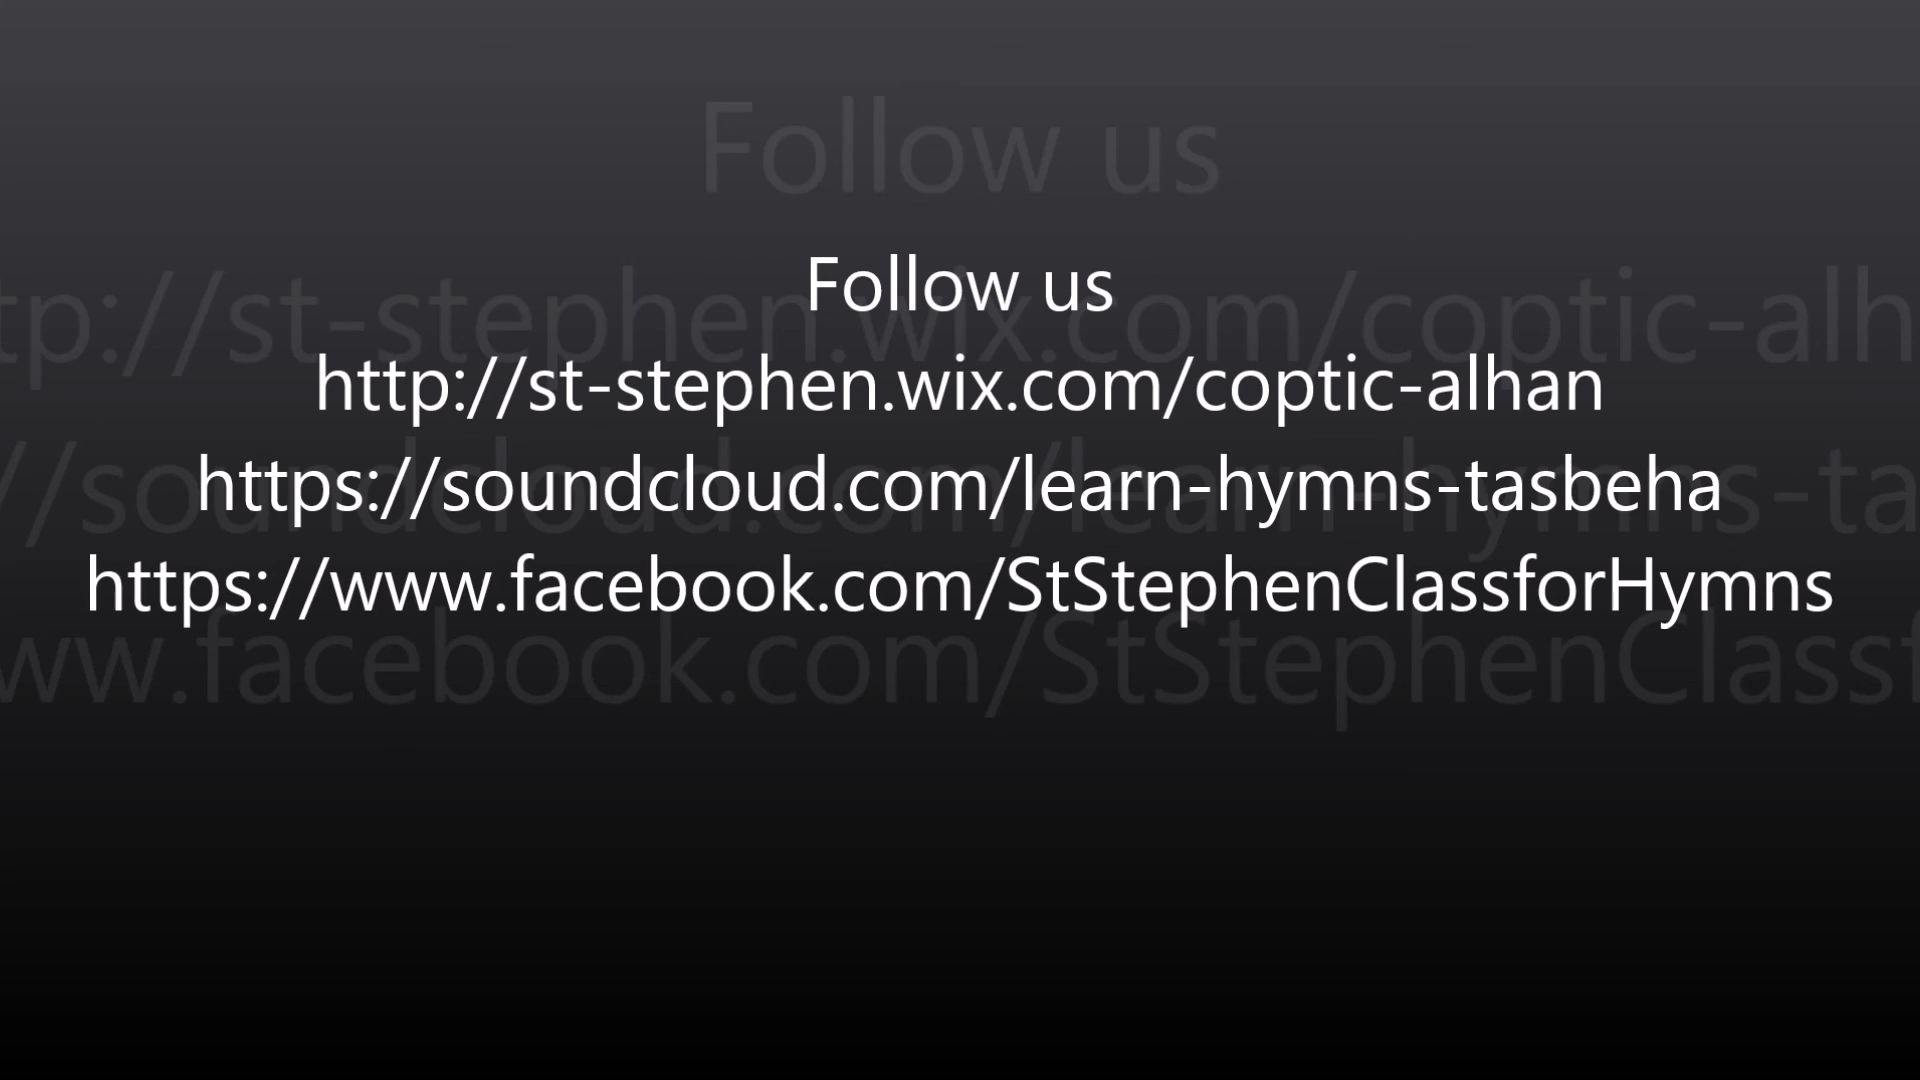 Follow us
http://st-stephen.wix.com/coptic-alhan
https://soundcloud.com/learn-hymns-tasbeha
https://www.facebook.com/StStephenClassforHymns